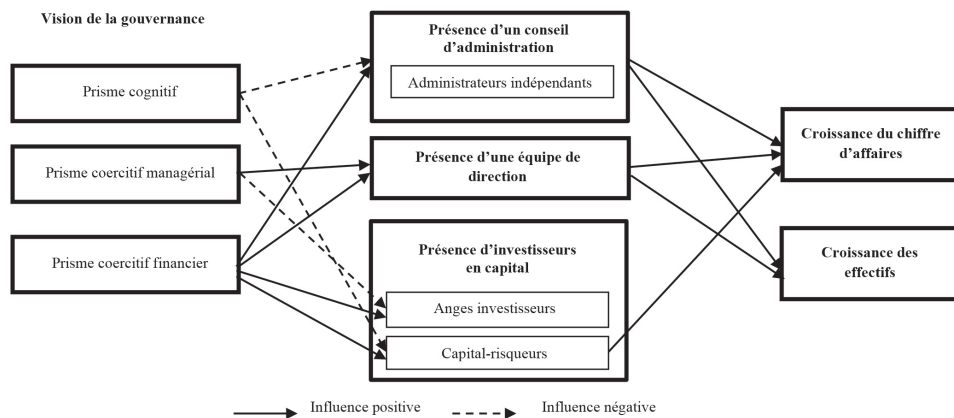 Vision de la gouvernance
Prisme cognitif
Prisme coercitif managérial
Prisme coercitif financier
Présence d’un conseil
d’administration
Administrateurs indépendants
Présence d’une équipe de
direction
Présence d’investisseurs
en capital
Anges investisseurs
Capital-risqueurs
Croissance du chiffre
d’affaires
Croissance des
effectifs
Influence positive
Influence négative